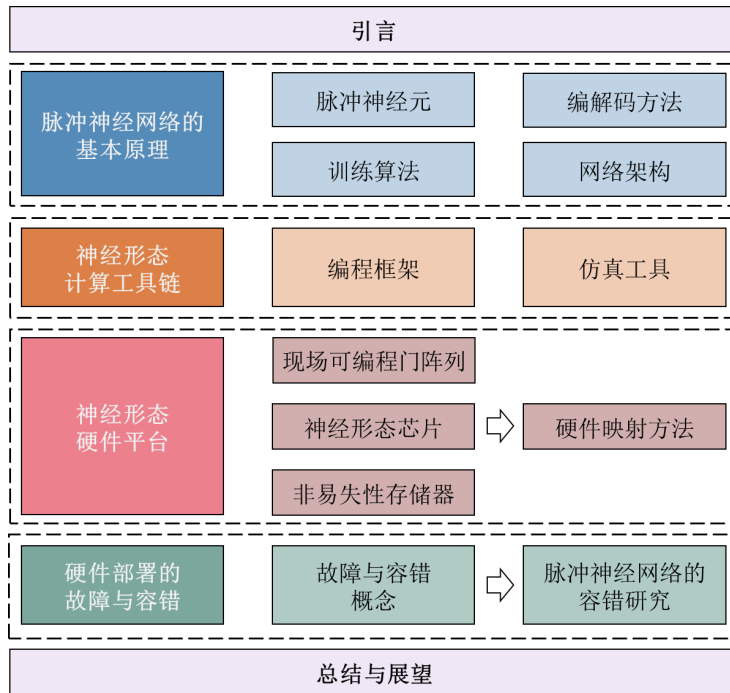 引言
脉冲神经网络的
基本原理
脉冲神经元
编解码方法
训练算法
网络架构
神经形态
计算工具链
编程框架
仿真工具
神经形态
硬件平台
现场可编程门阵列
神经形态芯片
硬件映射方法
非易失性存储器
硬件部署的
故障与容错
故障与容错
概念
脉冲神经网络的
容错研究
总结与展望